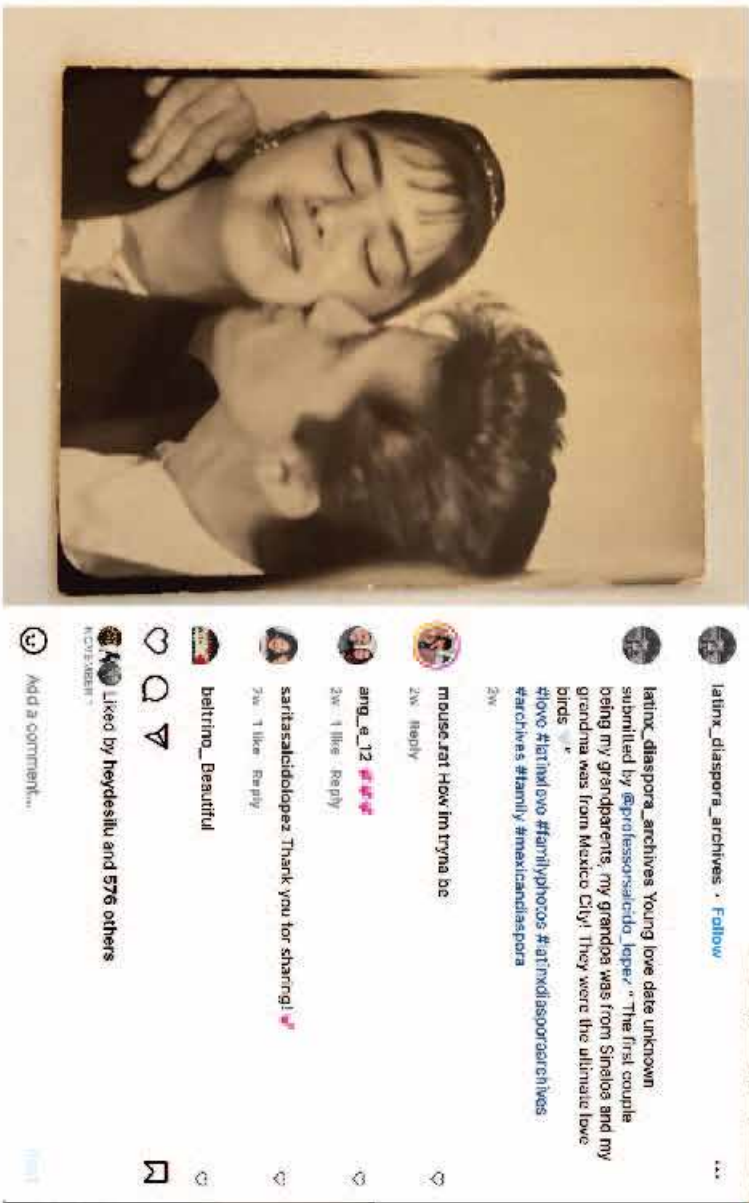 latinx_diaspora_archives • Follow
latinx_diaspora_archives Young love date unknown
submitted by @professorsalcido_lopez " The first couple
being my grandparents, my grandpa was from Sinaloa and my
grandma was from Mexico City! They were the ultimate love
birds 🤍"
#love #latinxlove #familyphotos #latinxdiasporaarchives
#archives #family #mexicandiaspora
2w
mouse.rat How im tryna be
2w Reply
ang_e_12 💕💕💕
2w 1 like Reply
saritasalcidolopez Thank you for sharing! 💕
2w 1 like Reply
beltrino_ Beautiful
Liked by heydesilu and 576 others
NOVEMBER
Add a comment...
Post